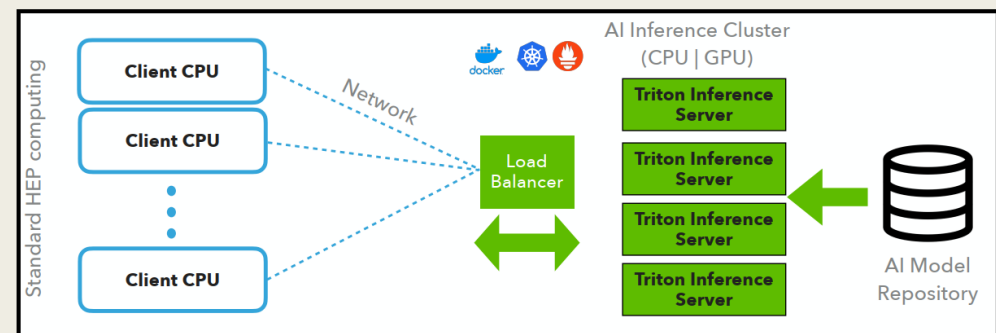 Standard HEP computing
Client CPU
Client CPU
Client CPU
Network
docker
Load
Balancer
AI Inference Cluster
(CPU | GPU)
Triton Inference
Server
Triton Inference
Server
Triton Inference
Server
Triton Inference
Server
AI Model
Repository